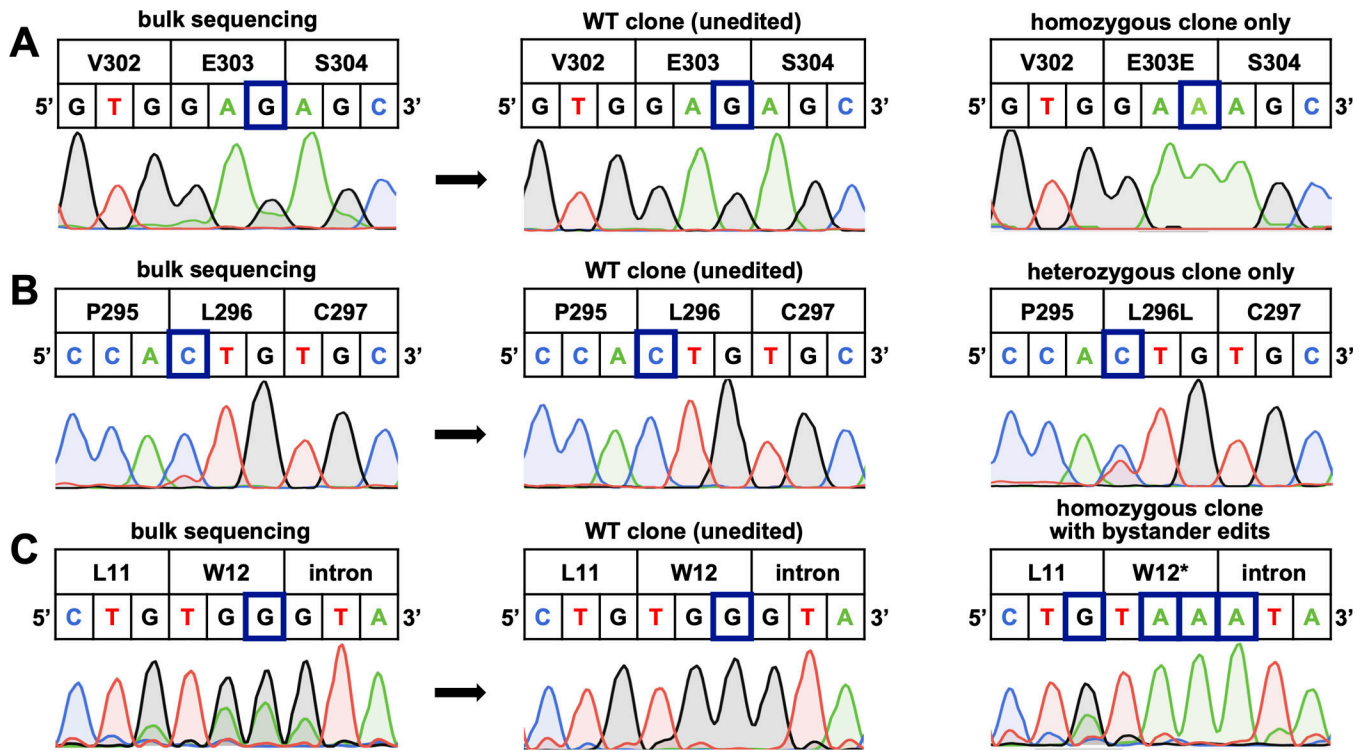 A
bulk sequencing
V302 E303 S304
5’ G T G G A G A G C 3’
WT clone (unedited)
V302 E303 S304
5’ G T G G A G A G C 3’
homozygous clone only
V302 E303E S304
5’ G T G G A A A G C 3’
B
bulk sequencing
P295 L296 C297
5’ C C A C T G T G C 3’
WT clone (unedited)
P295 L296 C297
5’ C C A C T G T G C 3’
heterozygous clone only
P295 L296L C297
5’ C C A C T G T G C 3’
C
bulk sequencing
L11 W12 intron
5’ C T G T G G G T A 3’
WT clone (unedited)
L11 W12 intron
5’ C T G T G G G T A 3’
homozygous clone
with bystander edits
L11 W12* intron
5’ C T G T A A A T A 3’